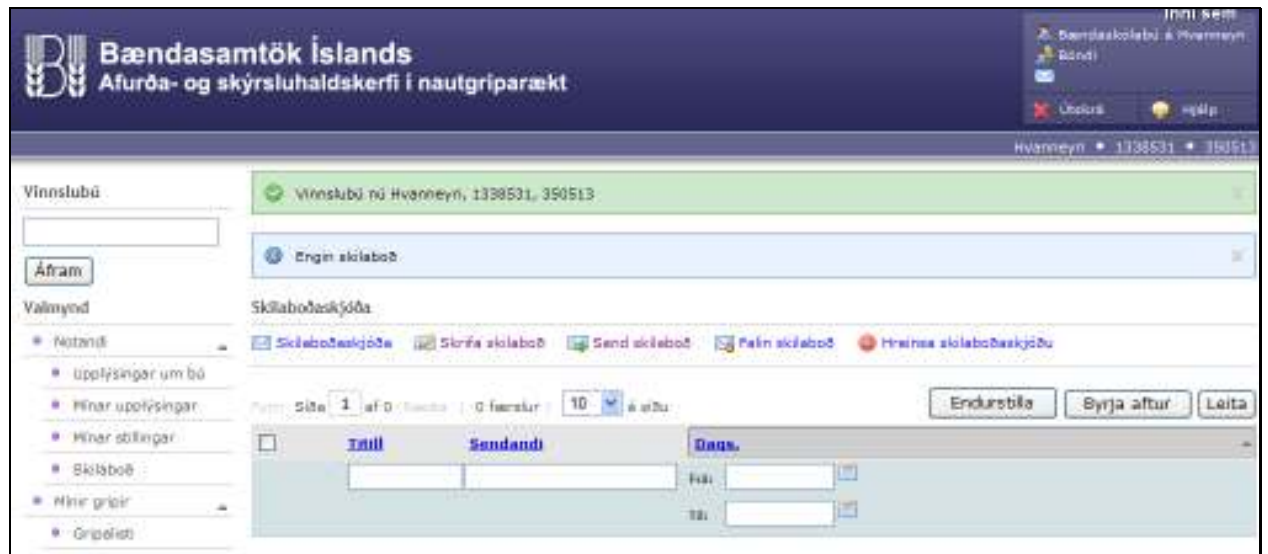 Inni sem
Bændaskólabú á Hvanneyri
Bóndi
Bændasamtök Íslands
Afurða- og skýrsluhaldskerfi í nautgriparækt
Útskrá Hjálp
Hvanneyri • 1338531 • 350513
Vinnslubú
Vinnslubú nú Hvanneyri, 1338531, 350513
Engin skilaboð
Áfram
Valmynd
Skilaboðaskjóða
Notandi
Skilaboðaskjóða Skrifa skilaboð Send skilaboð Falin skilaboð Hreinsa skilaboðaskjóðu
Upplýsingar um bú
Mínar upplýsingar
Síða 1 af 0 0 færslur 10 á síðu
Endurstilla Byrja aftur Leita
Mínar stillingar
Titill Sendandi Dags.
Skilaboð
Frá:
Mínir gripir
Til:
Gripalisti